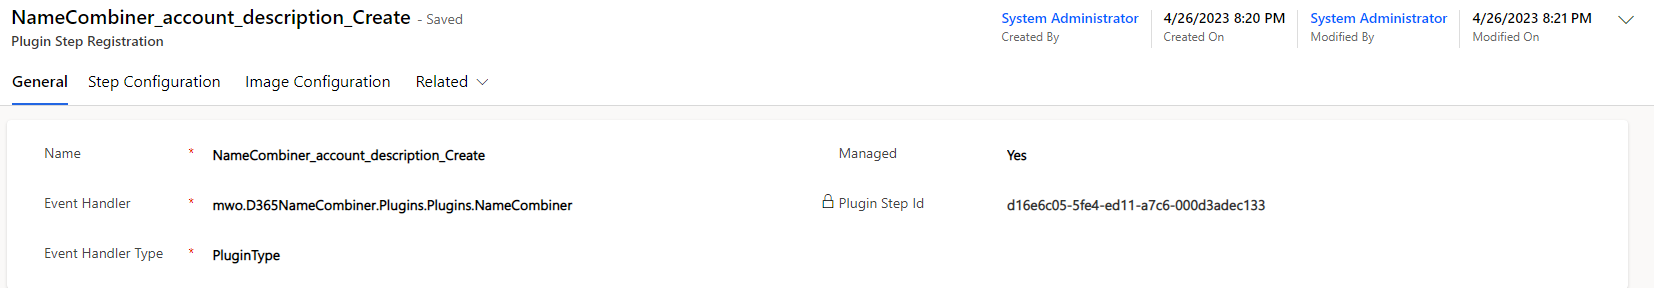 NameCombiner_account_description_Create - Saved
Plugin Step Registration
System Administrator
Created By
4/26/2023 8:20 PM
Created On
System Administrator
Modified By
4/26/2023 8:21 PM
Modified On
General Step Configuration Image Configuration Related
Name * NameCombiner_account_description_Create
Managed Yes
Event Handler * mwo.D365NameCombiner.Plugins.Plugins.NameCombiner
Plugin Step Id d16e6c05-5fe4-ed11-a7c6-000d3adec133
Event Handler Type * PluginType